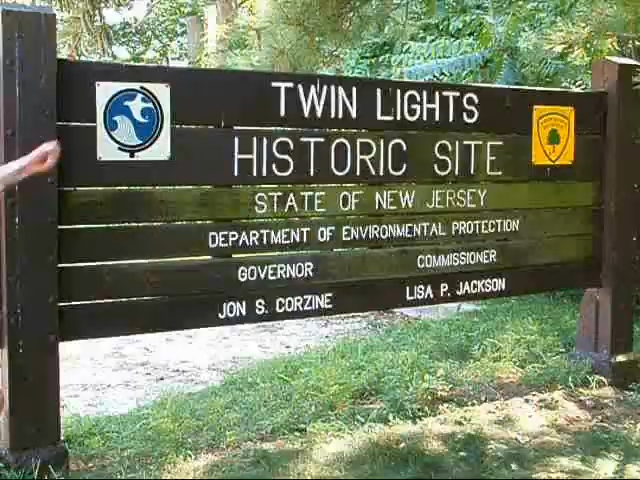 TWIN LIGHTS
HISTORIC SITE
STATE OF NEW JERSEY
DEPARTMENT OF ENVIRONMENTAL PROTECTION
GOVERNOR COMMISSIONER
JON S. CORZINE LISA P. JACKSON